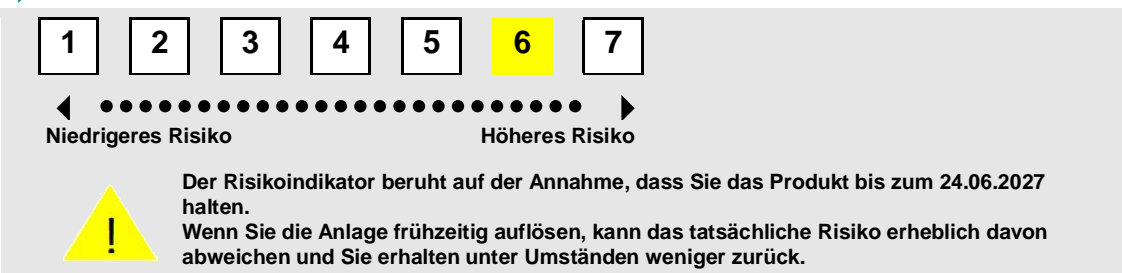 1 2 3 4 5 6 7
Niedrigeres Risiko Höheres Risiko
!
Der Risikoindikator beruht auf der Annahme, dass Sie das Produkt bis zum 24.06.2027
halten.
Wenn Sie die Anlage frühzeitig auflösen, kann das tatsächliche Risiko erheblich davon
abweichen und Sie erhalten unter Umständen weniger zurück.